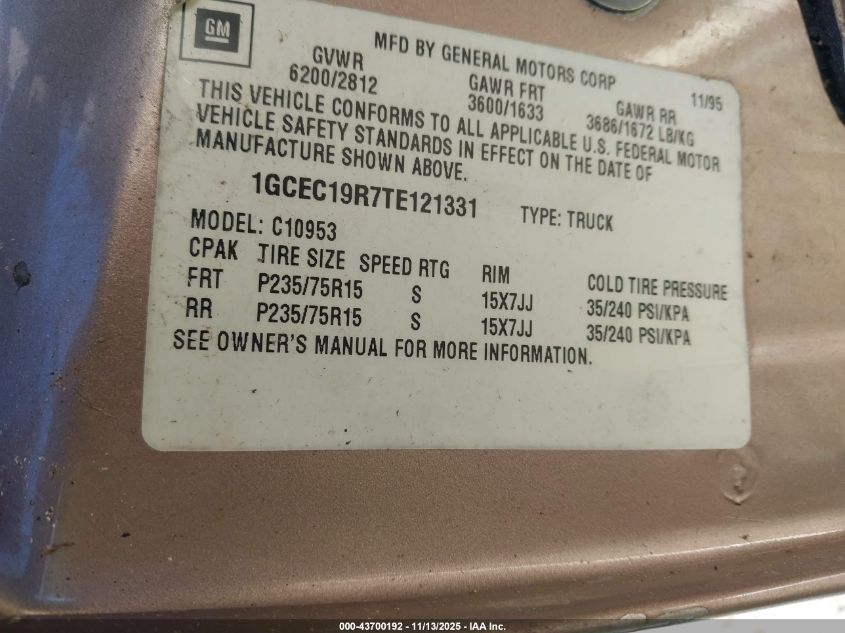 GM
MFD BY GENERAL MOTORS CORP 11/95
GVWR GAWR FRT GAWR RR
6200/2812 3600/1633 3686/1672 LB/KG
THIS VEHICLE CONFORMS TO ALL APPLICABLE U.S. FEDERAL MOTOR
VEHICLE SAFETY STANDARDS IN EFFECT ON THE DATE OF
MANUFACTURE SHOWN ABOVE.
1GCEC19R7TE121331 TYPE: TRUCK
MODEL: C10953
CPAK TIRE SIZE SPEED RTG RIM COLD TIRE PRESSURE
FRT P235/75R15 S 15X7JJ 35/240 PSI/KPA
RR P235/75R15 S 15X7JJ 35/240 PSI/KPA
SEE OWNER'S MANUAL FOR MORE INFORMATION.
000-43700192 - 11/13/2025 - IAA Inc.